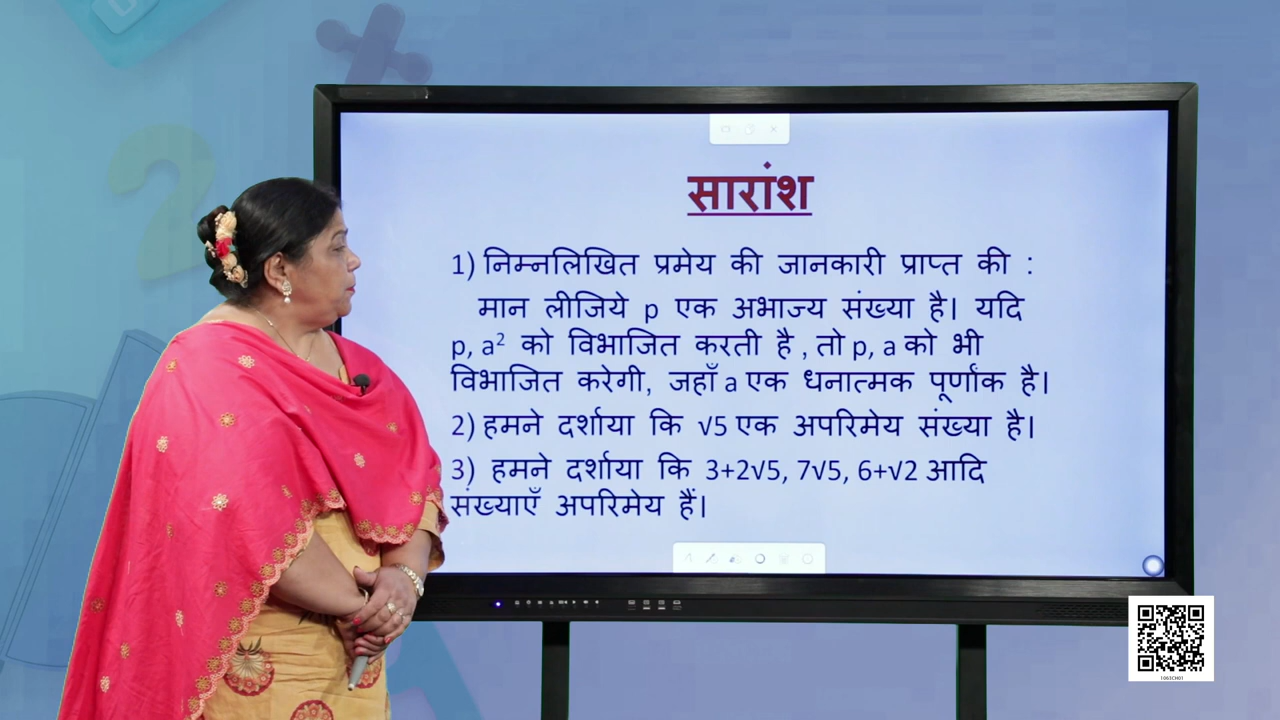 सारांश
1) निम्नलिखित प्रमेय की जानकारी प्राप्त की :
मान लीजिये p एक अभाज्य संख्या है। यदि
p, a² को विभाजित करती है , तो p, a को भी
विभाजित करेगी, जहाँ a एक धनात्मक पूर्णांक है।
2) हमने दर्शाया कि √5 एक अपरिमेय संख्या है।
3) हमने दर्शाया कि 3+2√5, 7√5, 6+√2 आदि
संख्याएँ अपरिमेय हैं।
1063CH01